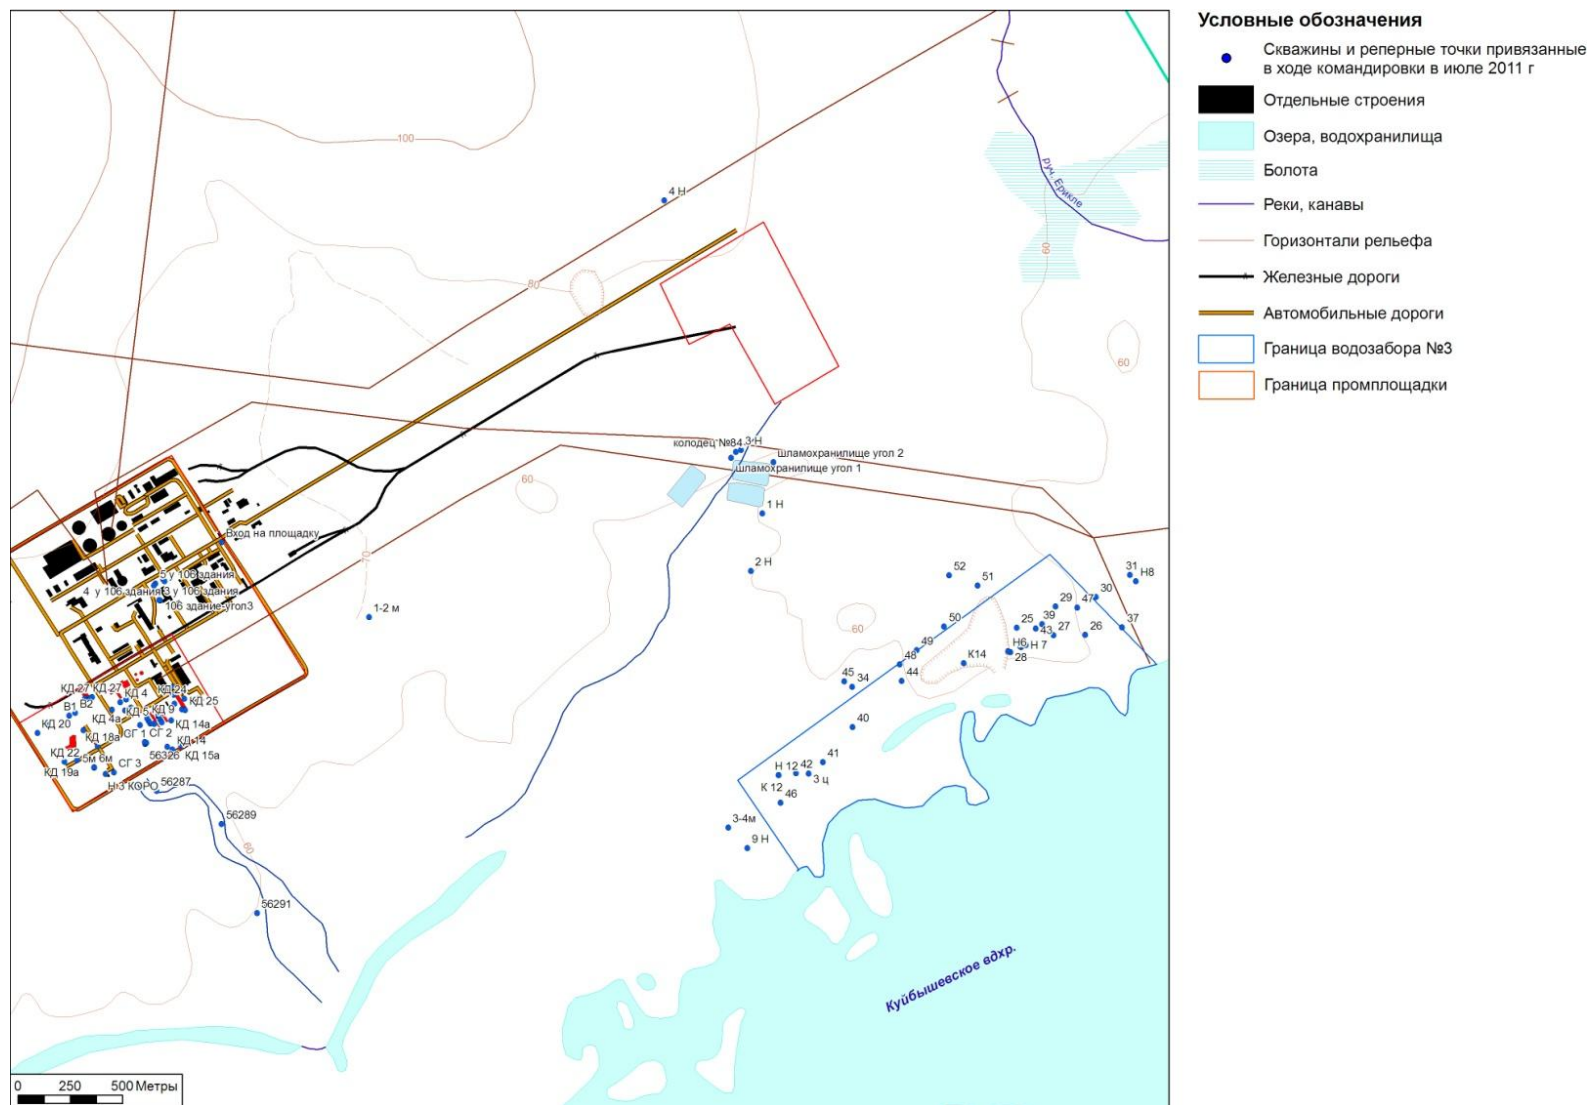 Условные обозначения
Скважины и реперные точки привязанные
в ходе командировки в июле 2011 г
Отдельные строения
Озера, водохранилища
Болота
Реки, канавы
Горизонтали рельефа
Железные дороги
Автомобильные дороги
Граница водозабора №3
Граница промплощадки
100
4 Н
руч. Ерикле
60
80
60
колодец №84
3 Н
шламохранилище угол 2
шламохранилище угол 1
60
1 Н
Вход на площадку
70
2 Н
5 у 106 здания
4 у 106 здания
3 у 106 здания
106 здание-угол3
1-2 м
52
51
31
Н8
30
29
47
50
25
39
43
27
26
37
60
49
Н6
Н 7
28
48
К14
44
45
34
КД 27
КД 27
КД 4
КД 24
КД 25
В1
В2
КД 5
КД 9
КД 20
КД 4а
КД 14а
40
КД 18а
СГ 1
СГ 2
КД 14
КД 22
56326
КД 15а
5м
6м
СГ 3
КД 19а
41
Н 12
42
3 ц
К 12
46
Н-3 КОРО
56287
56289
3-4м
9 Н
60
56291
Куйбышевское вдхр.
0 250 500 Метры